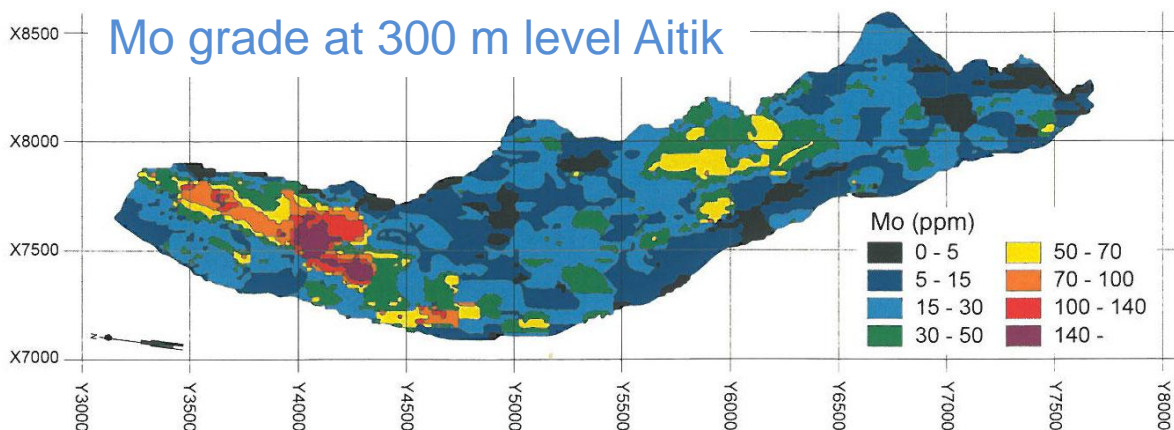 Mo grade at 300 m level Aitik
X8500
X8000
X7500
X7000
Mo (ppm)
0 - 5
5 - 15
15 - 30
30 - 50
50 - 70
70 - 100
100 - 140
140 -
N
Y3000
Y3500
Y4000
Y4500
Y5000
Y5500
Y6000
Y6500
Y7000
Y7500
Y8000